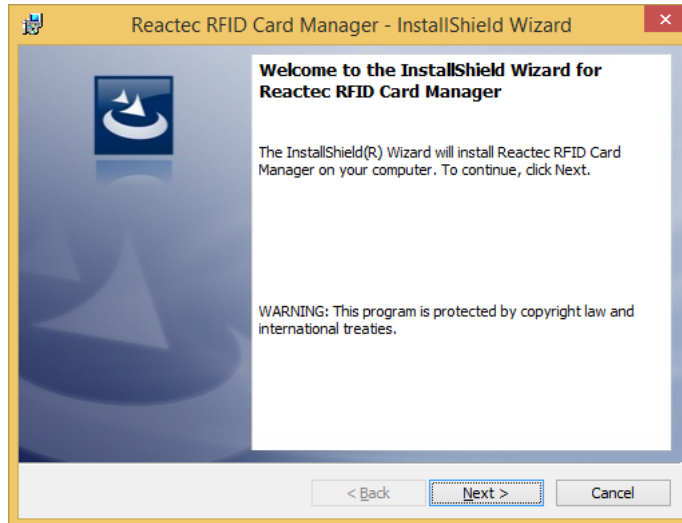 Reactec RFID Card Manager - InstallShield Wizard
Welcome to the InstallShield Wizard for
Reactec RFID Card Manager
The InstallShield(R) Wizard will install Reactec RFID Card
Manager on your computer. To continue, click Next.
WARNING: This program is protected by copyright law and
international treaties.
< Back
Next >
Cancel